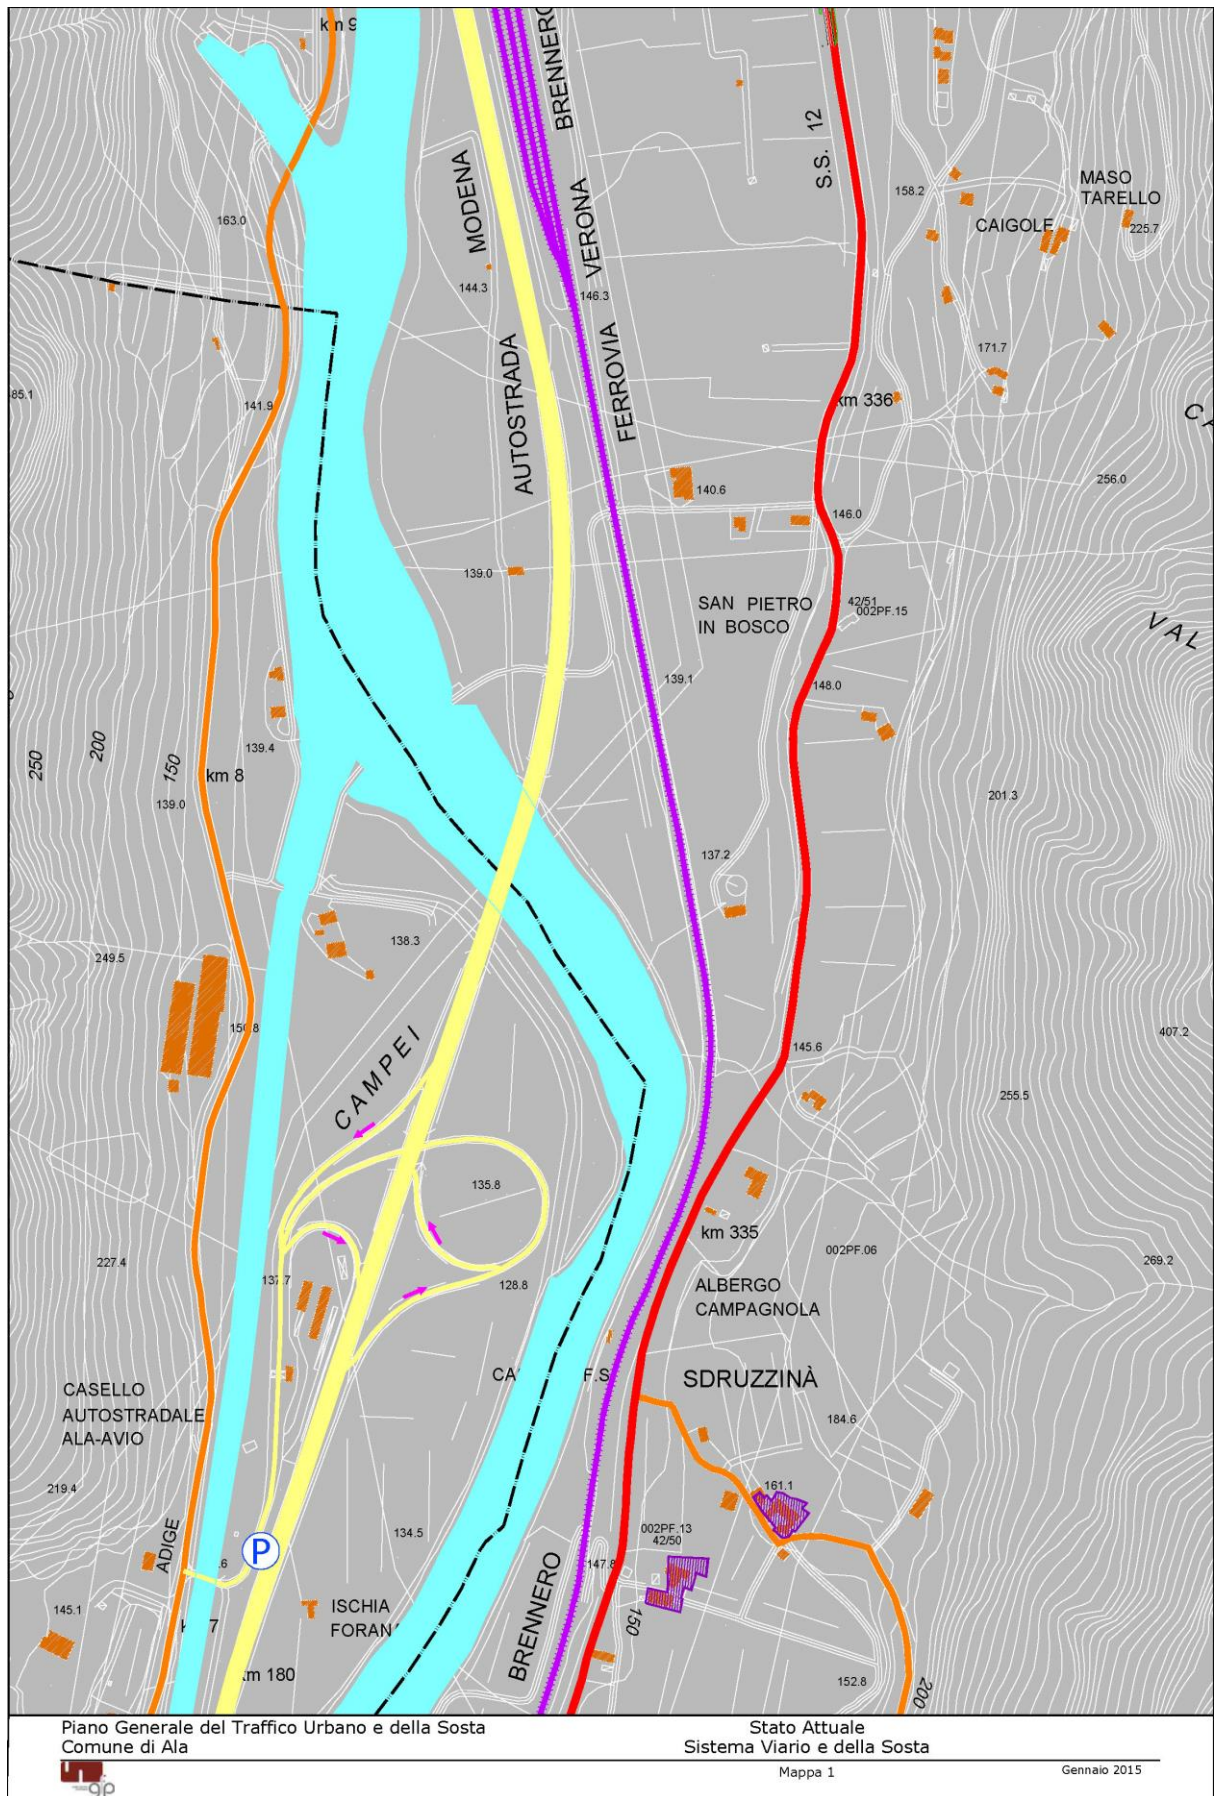 km 9
BRENNERO
S.S. 12
MODENA
158.2
MASO
TARELLO
163.0
VERONA
CAIGOLE
225.7
144.3
146.3
FERROVIA
171.7
AUTOSTRADA
141.9
km 336
256.0
140.6
146.0
139.0
SAN PIETRO
IN BOSCO
42/51
002PF.15
VAL
139.1
148.0
250
200
150
139.4
km 8
139.0
201.3
137.2
138.3
249.5
407.2
145.6
CAMPEI
255.5
135.8
km 335
002PF.06
227.4
269.2
128.8
ALBERGO
CAMPAGNOLA
F.S
SDRUZZINÀ
CASELLO
AUTOSTRADALE
ALA-AVIO
184.6
219.4
161.1
ADIGE
134.5
002PF.13
42/50
147.8
BRENNERO
145.1
ISCHIA
150
km 180
152.8
200
P
Piano Generale del Traffico Urbano e della Sosta
Comune di Ala
Stato Attuale
Sistema Viario e della Sosta
Mappa 1
Gennaio 2015